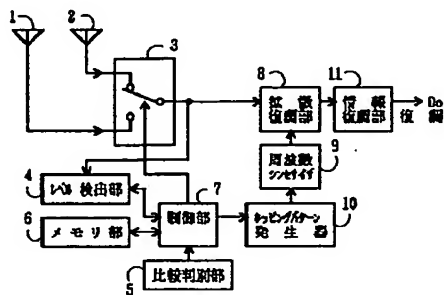 1
2
3
8
11
拡散
復調部
情報
復調部
Do
復調
周波数
シンセサイザ
9
4
レベル検出部
7
制御部
6
メモリ部
ホッピングパターン
発生器
10
5
比較判別部